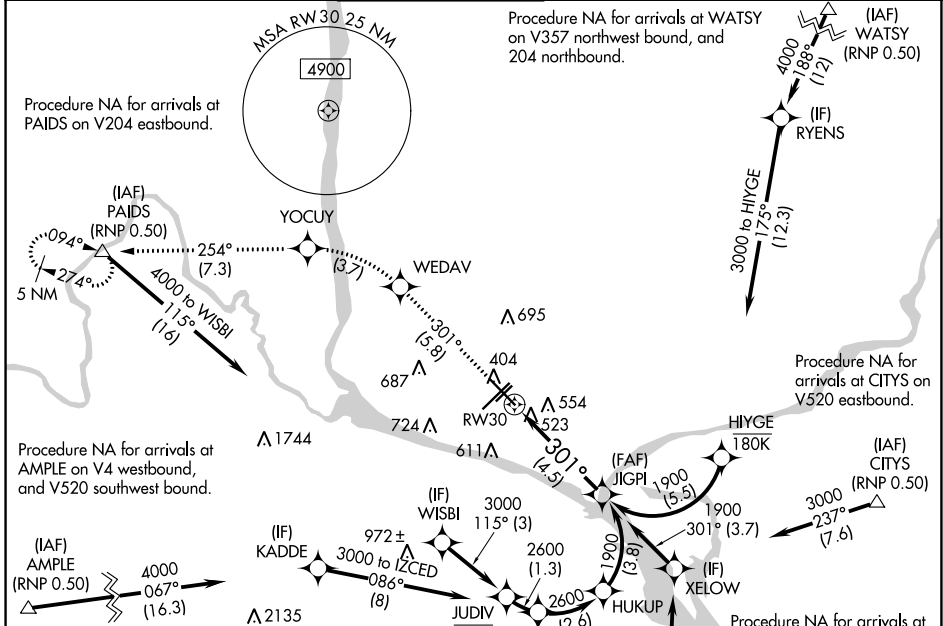 MSA RW30 25 NM
4900
Procedure NA for arrivals at WATSY
on V357 northwest bound, and
204 northbound.
(IAF)
WATSY
(RNP 0.50)
4000
188°
(12)
Procedure NA for arrivals at
PAIDS on V204 eastbound.
(IF)
RYENS
3000 to HIYGE
175°
(12.3)
(IAF)
PAIDS
(RNP 0.50)
YOCUY
094°
274°
5 NM
254°
(7.3)
(3.7)
WEDAV
4000 to WISBI
115°
(16)
301°
(5.8)
695
404
687
554
523
RW30
724
611
1744
Procedure NA for
arrivals at CITYS on
V520 eastbound.
HIYGE
180K
Procedure NA for arrivals at
AMPLE on V4 westbound,
and V520 southwest bound.
301°
(4.5)
(FAF)
JIGPI
1900
(5.5)
(IAF)
CITYS
(RNP 0.50)
3000
237°
(7.6)
(IF)
WISBI
3000
115° (3)
1900
301° (3.7)
(IF)
KADDE
972 ±
3000 to IZCED
086°
(8)
2600
(1.3)
1900
(3.8)
(IF)
XELOW
(IAF)
AMPLE
(RNP 0.50)
4000
067°
(16.3)
JUDIV
2600
(2.6)
HUKUP
2135
Procedure NA for arrivals at